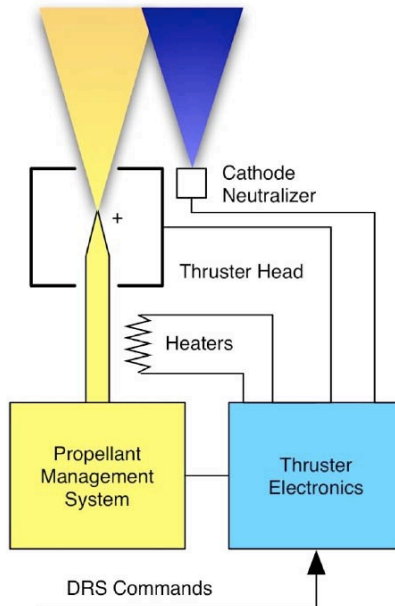 Cathode
Neutralizer
+
Thruster Head
Heaters
Propellant
Management
System
Thruster
Electronics
DRS Commands